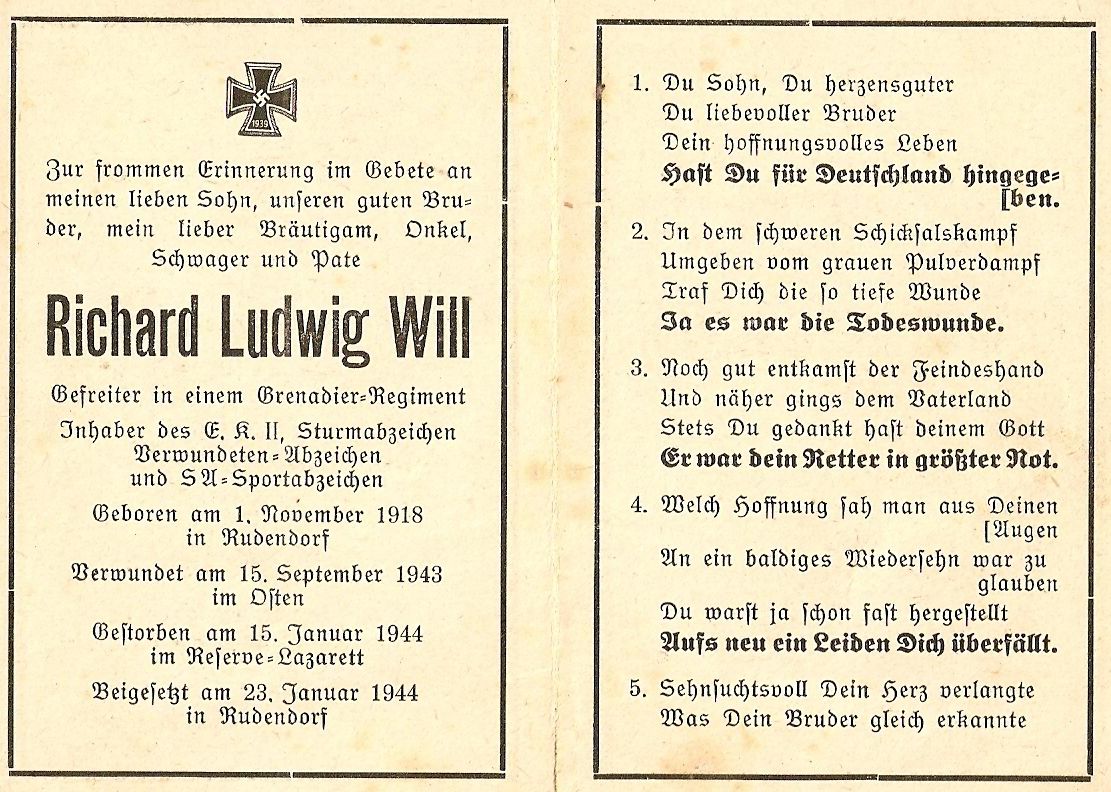 1939
Zur frommen Erinnerung im Gebete an
meinen lieben Sohn, unseren guten Bru-
der, mein lieber Bräutigam, Onkel,
Schwager und Pate
Richard Ludwig Will
Gefreiter in einem Grenadier-Regiment
Inhaber des E. K. II, Sturmabzeichen
Verwundeten-Abzeichen
und SA-Sportabzeichen
Geboren am 1. November 1918
in Rudendorf
Verwundet am 15. September 1943
im Osten
Gestorben am 15. Januar 1944
im Reserve-Lazarett
Beigesetzt am 23. Januar 1944
in Rudendorf
1. Du Sohn, Du herzensguter
Du liebevoller Bruder
Dein hoffnungsvolles Leben
Hast Du für Deutschland hingege-
[ben.
2. In dem schweren Schicksalskampf
Umgeben vom grauen Pulverdampf
Traf Dich die so tiefe Wunde
Ja es war die Todeswunde.
3. Noch gut entkamst der Feindeshand
Und näher gings dem Vaterland
Stets Du gedankt hast deinem Gott
Er war dein Retter in größter Not.
4. Welch Hoffnung sah man aus Deinen
[Augen
An ein baldiges Wiedersehn war zu
glauben
Du warst ja schon fast hergestellt
Aufs neu ein Leiden Dich überfällt.
5. Sehnsuchtsvoll Dein Herz verlangte
Was Dein Bruder gleich erkannte